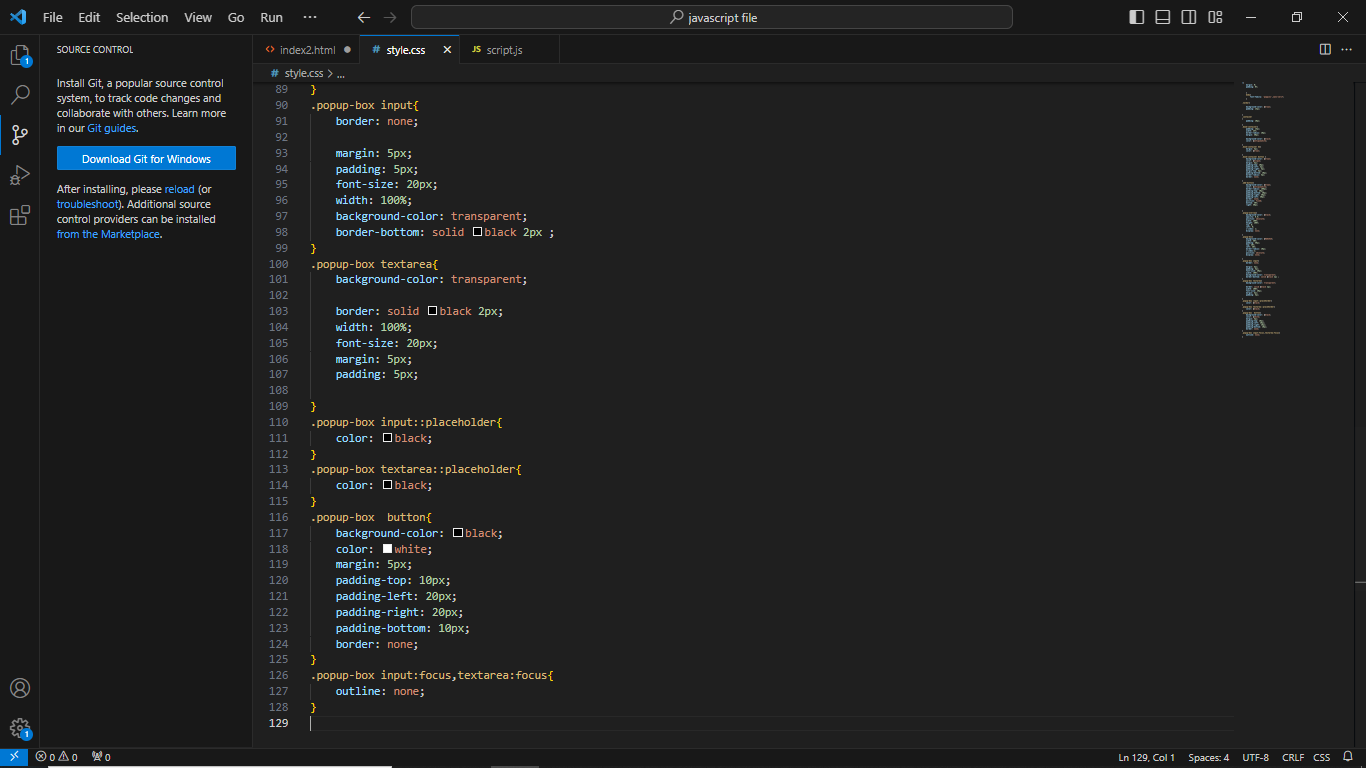 File Edit Selection View Go Run ··· javascript file
SOURCE CONTROL
Install Git, a popular source control
system, to track code changes and
collaborate with others. Learn more
in our Git guides.
Download Git for Windows
After installing, please reload (or
troubleshoot). Additional source
control providers can be installed
from the Marketplace.
1
1
index2.html # style.css JS script.js
# style.css > ...
89 }
90 .popup-box input{
91     border: none;
92
93     margin: 5px;
94     padding: 5px;
95     font-size: 20px;
96     width: 100%;
97     background-color: transparent;
98     border-bottom: solid black 2px ;
99 }
100 .popup-box textarea{
101     background-color: transparent;
102
103     border: solid black 2px;
104     width: 100%;
105     font-size: 20px;
106     margin: 5px;
107     padding: 5px;
108
109 }
110 .popup-box input::placeholder{
111     color: black;
112 }
113 .popup-box textarea::placeholder{
114     color: black;
115 }
116 .popup-box  button{
117     background-color: black;
118     color: white;
119     margin: 5px;
120     padding-top: 10px;
121     padding-left: 20px;
122     padding-right: 20px;
123     padding-bottom: 10px;
124     border: none;
125 }
126 .popup-box input:focus,textarea:focus{
127     outline: none;
128 }
129
0 0 0 Ln 129, Col 1 Spaces: 4 UTF-8 CRLF CSS